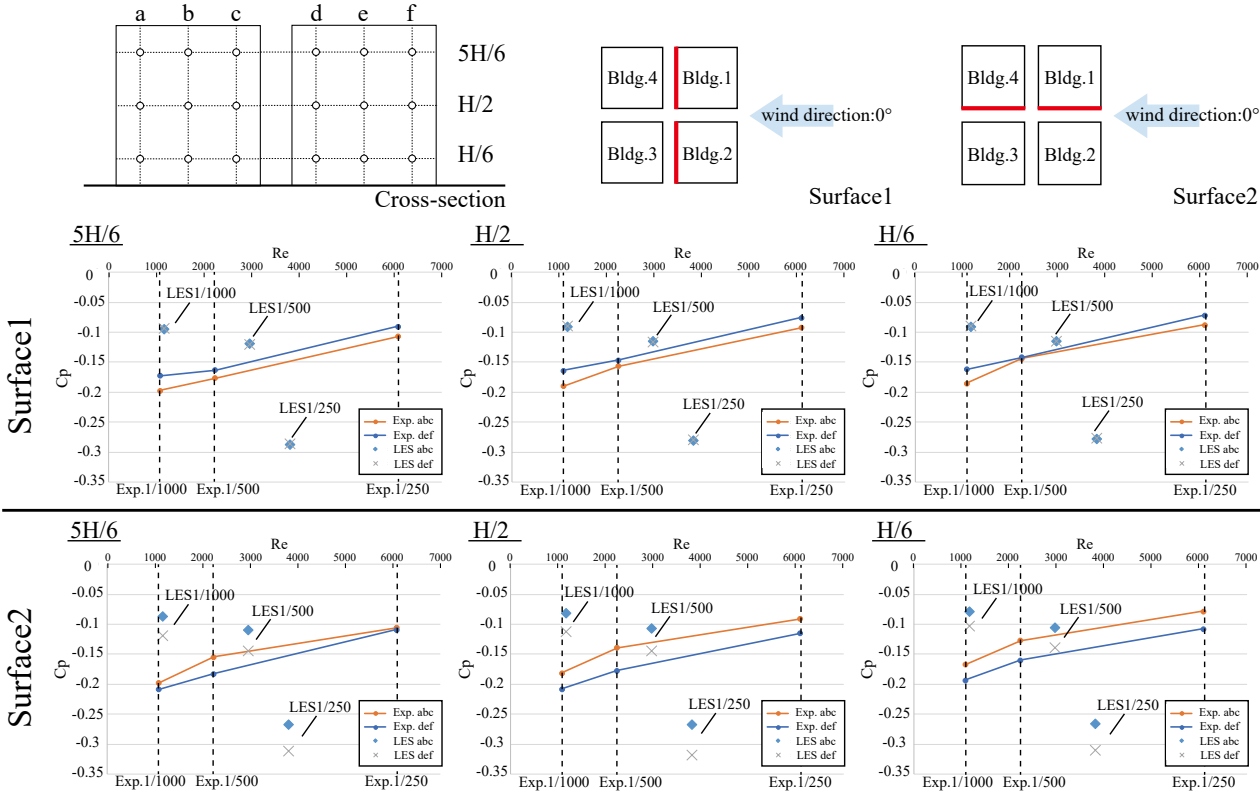 a b c d e f
5H/6
H/2
H/6
Cross-section
Bldg.4 Bldg.1
wind direction:0°
Bldg.3 Bldg.2
Surface1
Bldg.4 Bldg.1
wind direction:0°
Bldg.3 Bldg.2
Surface2
Surface1
5H/6
Re
0 1000 2000 3000 4000 5000 6000 7000
0
-0.05
-0.1
-0.15
-0.2
-0.25
-0.3
-0.35
Cp
LES1/1000
LES1/500
LES1/250
Exp. abc
Exp. def
LES abc
LES def
Exp.1/1000 Exp.1/500 Exp.1/250
H/2
Re
0 1000 2000 3000 4000 5000 6000 7000
0
-0.05
-0.1
-0.15
-0.2
-0.25
-0.3
-0.35
Cp
LES1/1000
LES1/500
LES1/250
Exp. abc
Exp. def
LES abc
LES def
Exp.1/1000 Exp.1/500 Exp.1/250
H/6
Re
0 1000 2000 3000 4000 5000 6000 7000
0
-0.05
-0.1
-0.15
-0.2
-0.25
-0.3
-0.35
Cp
LES1/1000
LES1/500
LES1/250
Exp. abc
Exp. def
LES abc
LES def
Exp.1/1000 Exp.1/500 Exp.1/250
Surface2
5H/6
Re
0 1000 2000 3000 4000 5000 6000 7000
0
-0.05
-0.1
-0.15
-0.2
-0.25
-0.3
-0.35
Cp
LES1/1000
LES1/500
LES1/250
Exp. abc
Exp. def
LES abc
LES def
Exp.1/1000 Exp.1/500 Exp.1/250
H/2
Re
0 1000 2000 3000 4000 5000 6000 7000
0
-0.05
-0.1
-0.15
-0.2
-0.25
-0.3
-0.35
Cp
LES1/1000
LES1/500
LES1/250
Exp. abc
Exp. def
LES abc
LES def
Exp.1/1000 Exp.1/500 Exp.1/250
H/6
Re
0 1000 2000 3000 4000 5000 6000 7000
0
-0.05
-0.1
-0.15
-0.2
-0.25
-0.3
-0.35
Cp
LES1/1000
LES1/500
LES1/250
Exp. abc
Exp. def
LES abc
LES def
Exp.1/1000 Exp.1/500 Exp.1/250